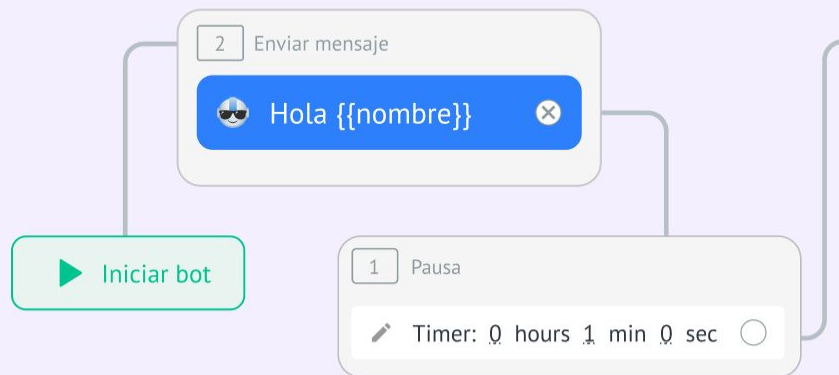 2 Enviar mensaje
Hola {{nombre}}
Iniciar bot
1 Pausa
Timer: 0 hours 1 min 0 sec